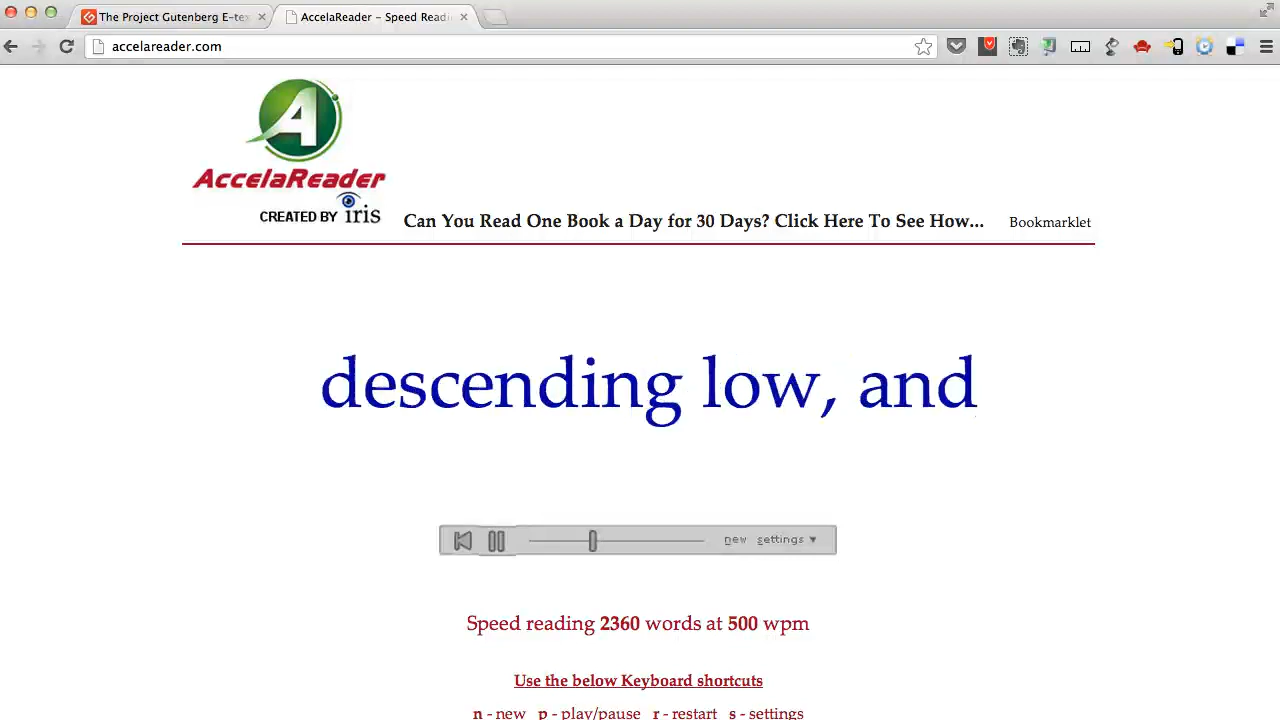 The Project Gutenberg E-tex
AccelaReader – Speed Readi
accelareader.com
A
AccelaReader
CREATED BY iris
Can You Read One Book a Day for 30 Days? Click Here To See How...
Bookmarklet
descending low, and
new settings ▼
Speed reading 2360 words at 500 wpm
Use the below Keyboard shortcuts
n - new p - play/pause r - restart s - settings